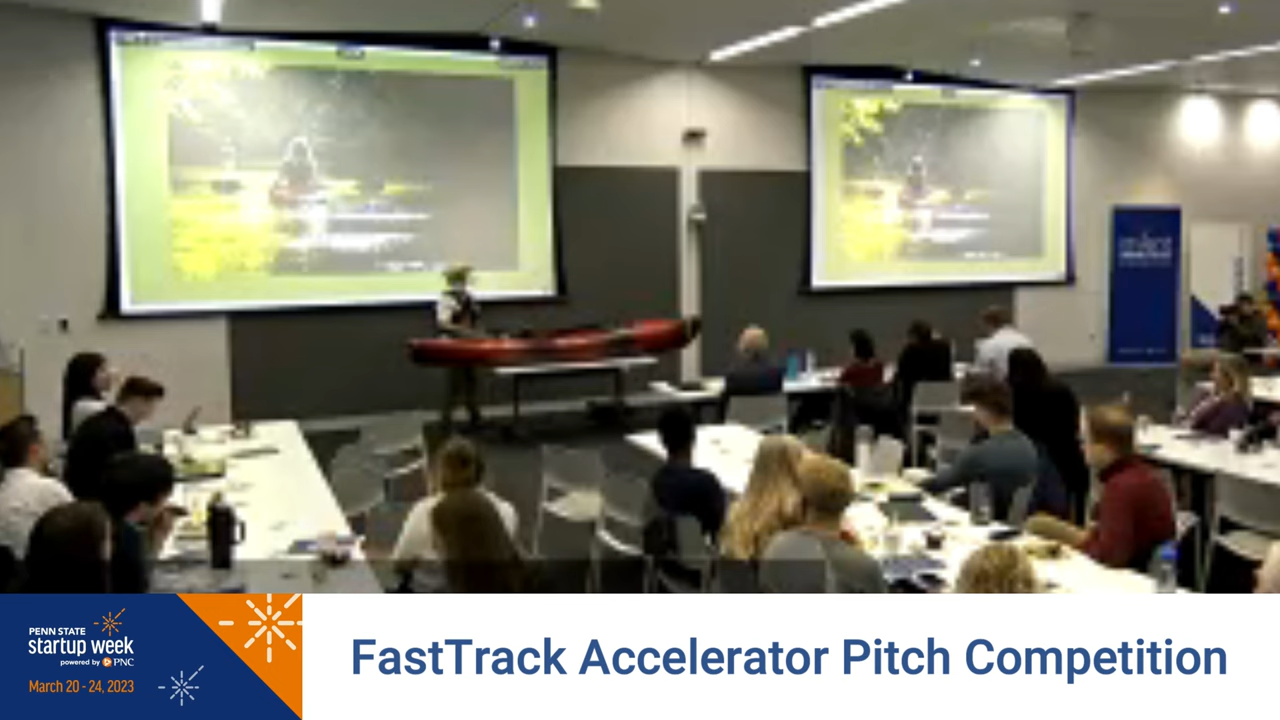 PENN STATE
startup week
powered by PNC
March 20 - 24, 2023
FastTrack Accelerator Pitch Competition